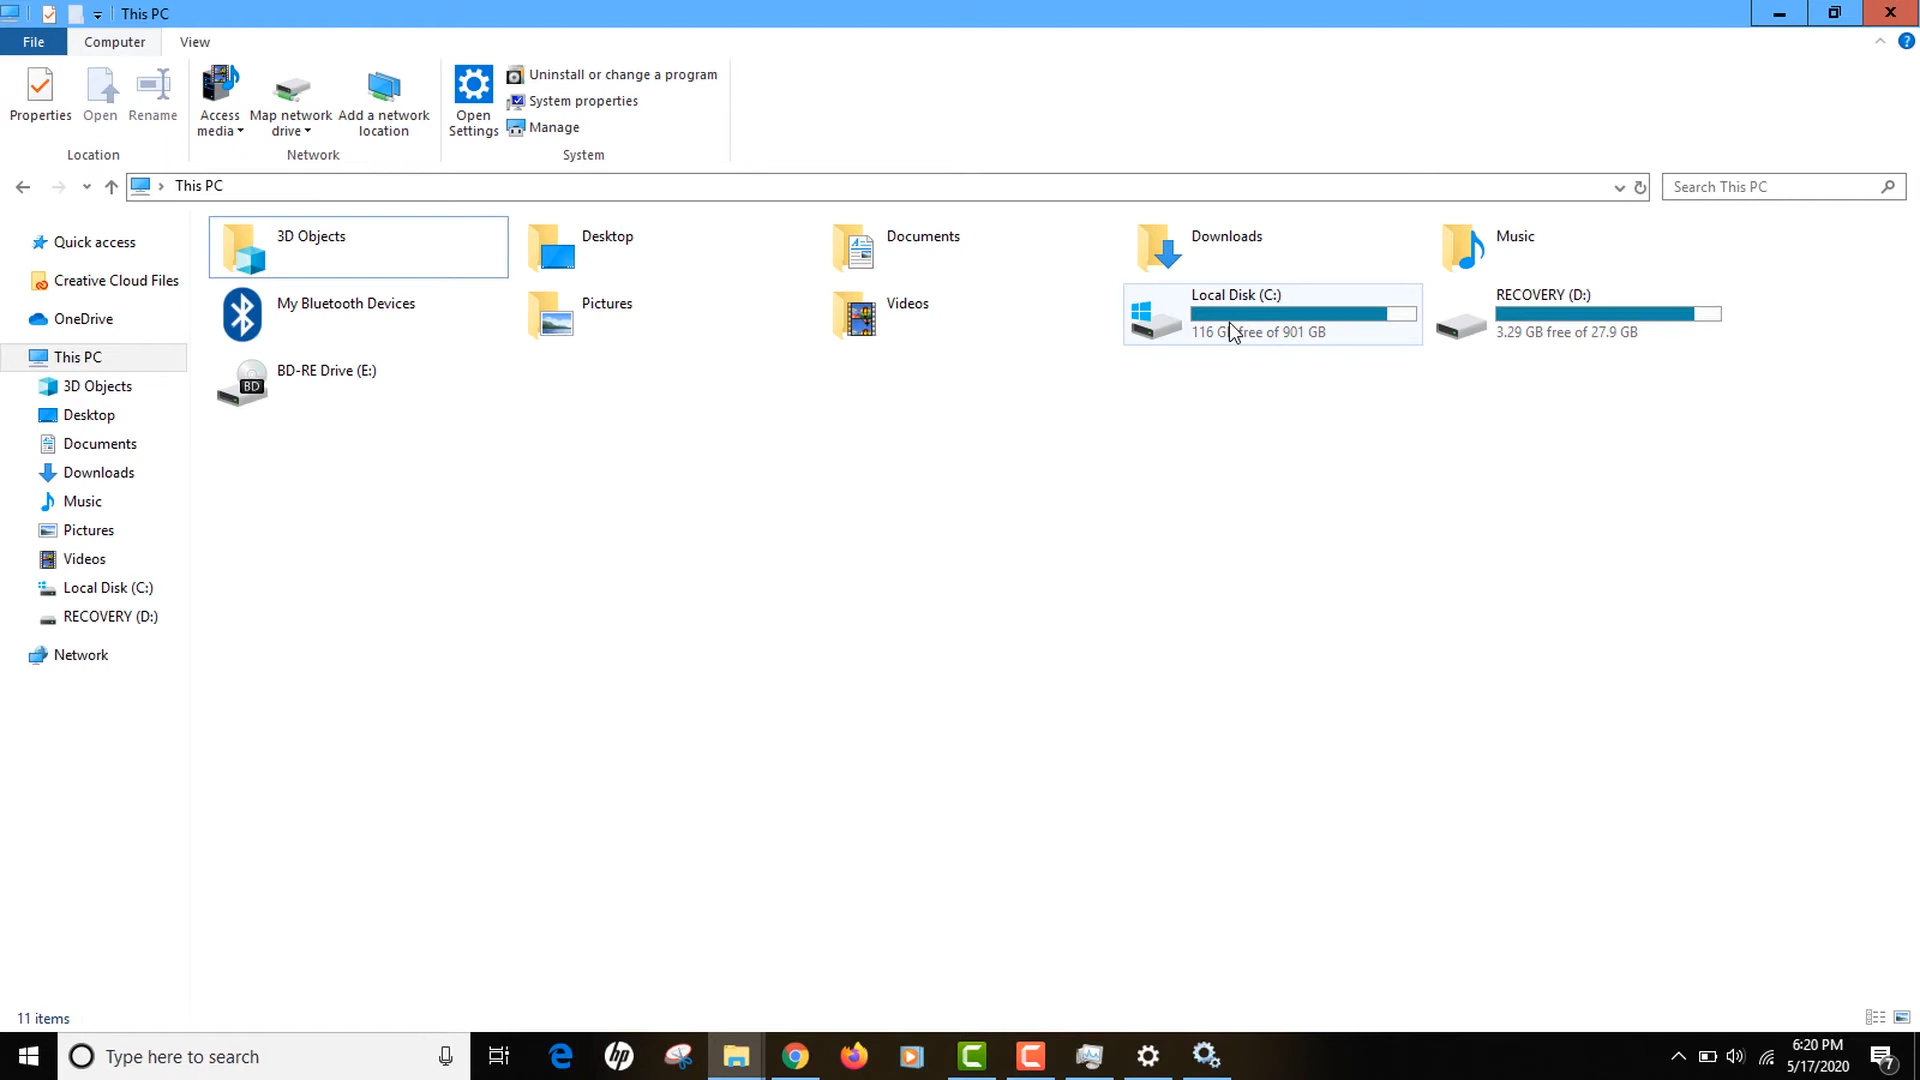 This PC
File
Computer
View
Properties
Open
Rename
Access
media
Map network
drive
Add a network
location
Open
Settings
Uninstall or change a program
System properties
Manage
Location
Network
System
This PC
Search This PC
Quick access
Creative Cloud Files
OneDrive
This PC
3D Objects
Desktop
Documents
Downloads
Music
Pictures
Videos
Local Disk (C:)
RECOVERY (D:)
Network
3D Objects
Desktop
Documents
Downloads
Music
My Bluetooth Devices
Pictures
Videos
Local Disk (C:)
116 GB free of 901 GB
RECOVERY (D:)
3.29 GB free of 27.9 GB
BD
BD-RE Drive (E:)
11 items
Type here to search
hp
6:20 PM
5/17/2020
7